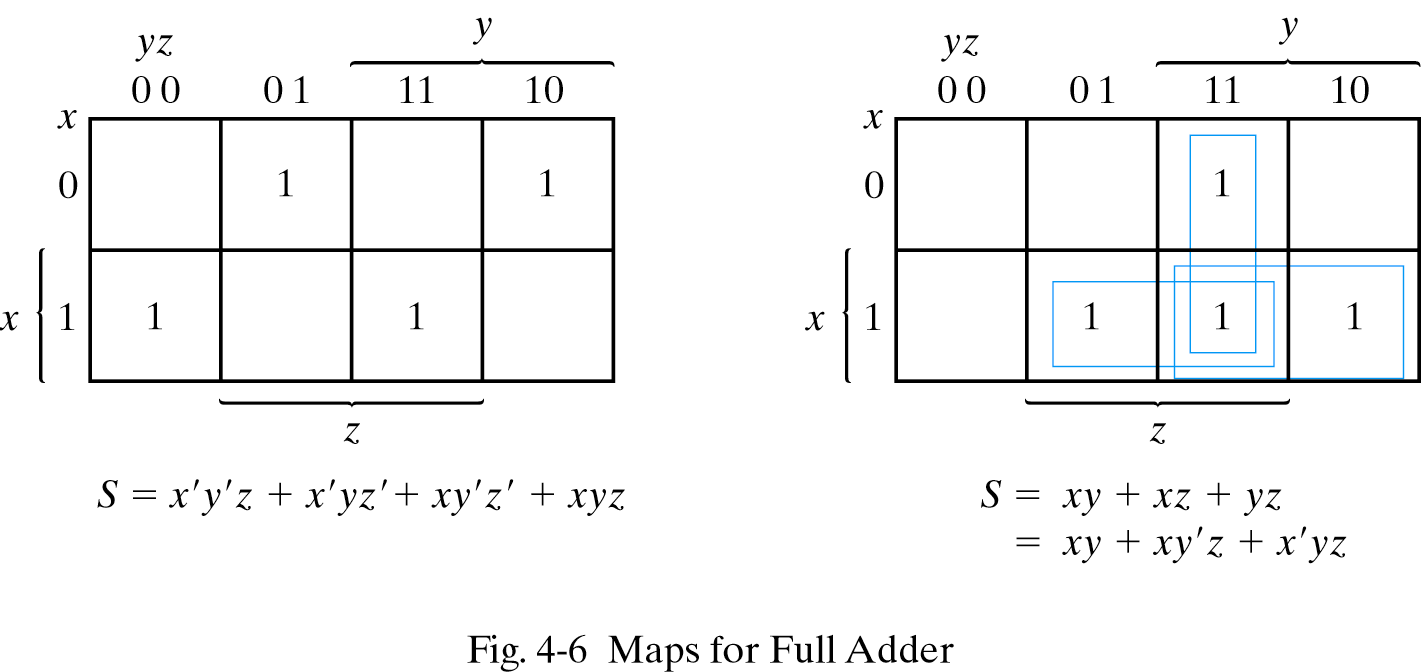 y
yz
00 01 11 10
x
0 1 1
x 1 1 1
z
S = x'y'z + x'yz' + xy'z' + xyz
y
yz
00 01 11 10
x
0 1
x 1 1 1 1
z
S = xy + xz + yz
= xy + xy'z + x'yz
Fig. 4-6 Maps for Full Adder